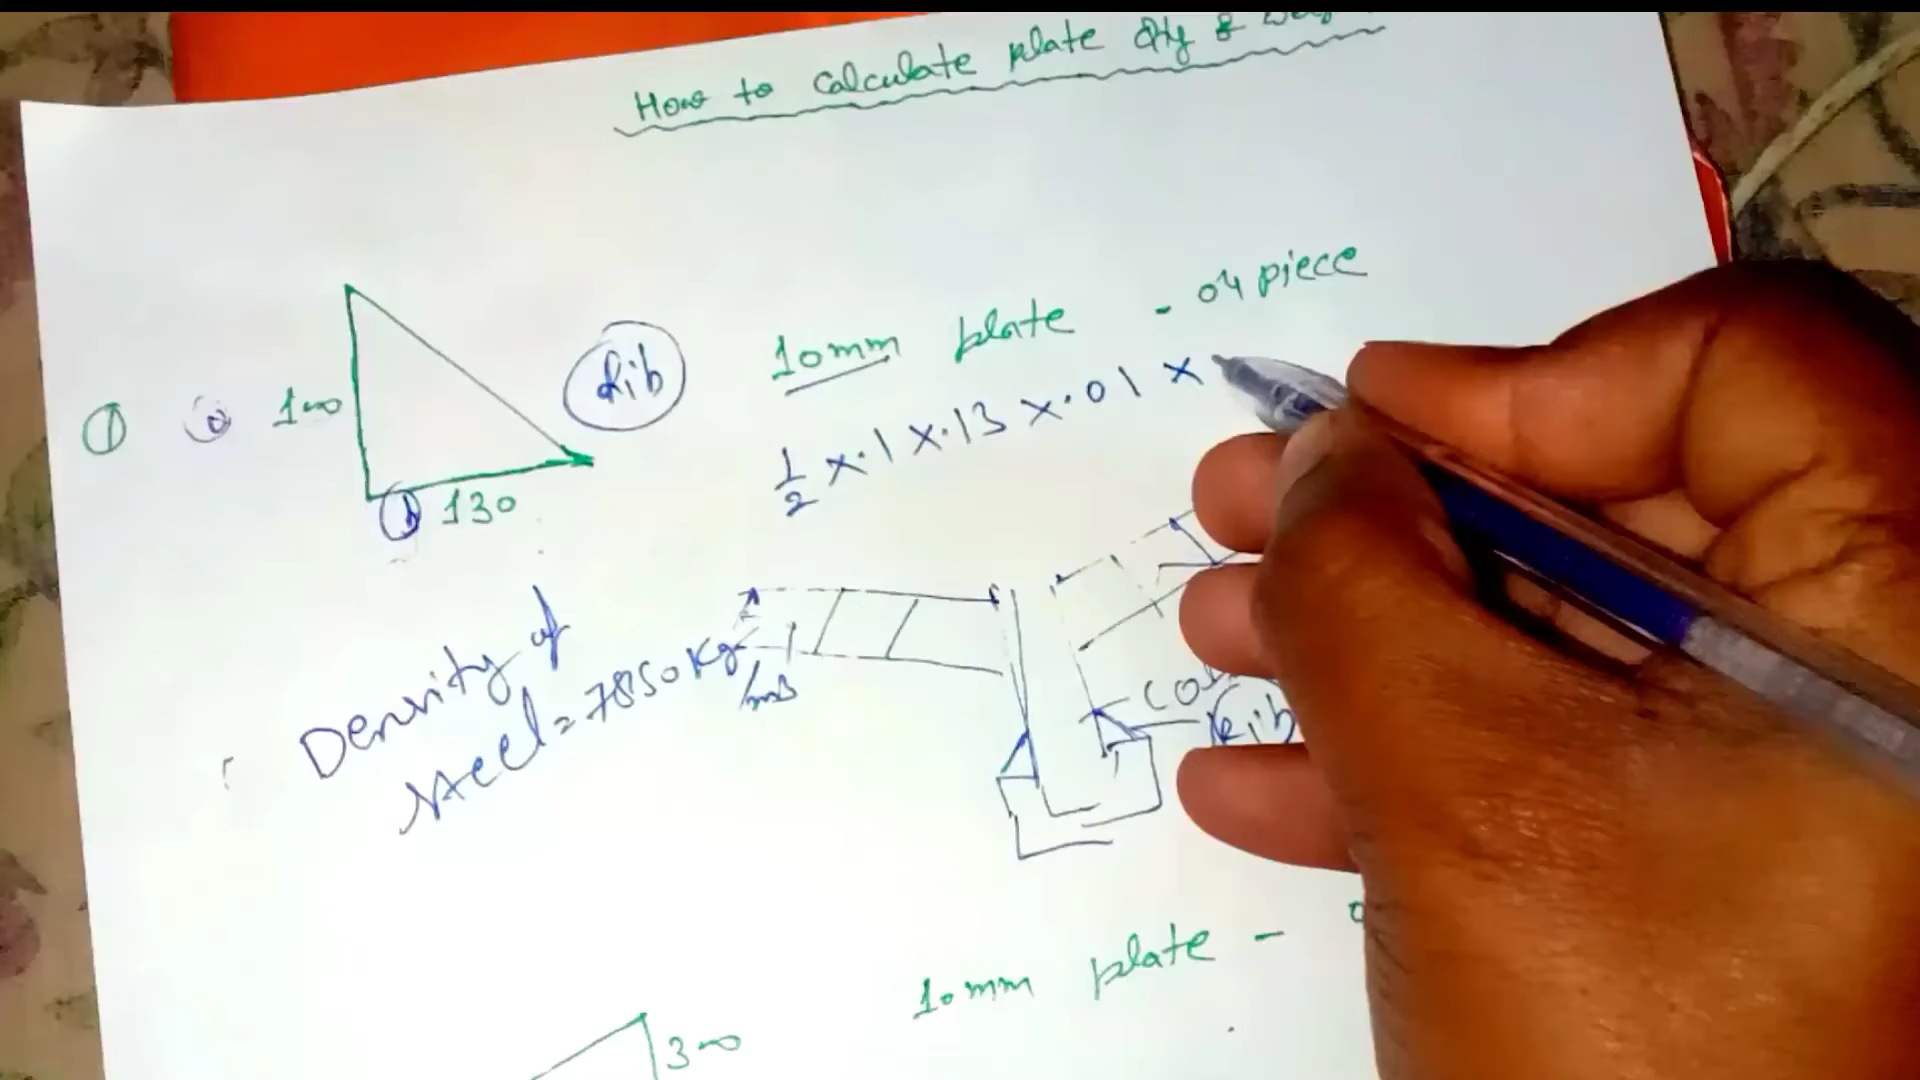 How to calculate plate Qty &
10mm plate - 04 piece
Rib
1 a 100
1/2 x .1 x .13 x .01 x
b 130
Density of
steel = 7850 Kg/m3
Rib
10mm plate -
300